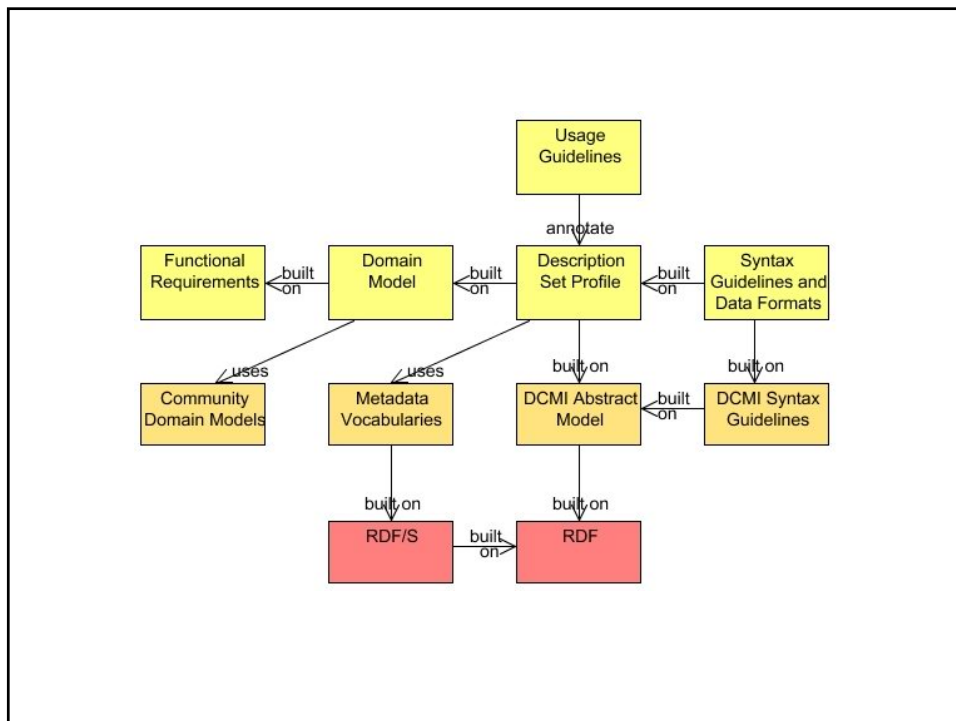 Usage
Guidelines
annotate
Functional
Requirements
built
on
Domain
Model
built
on
Description
Set Profile
built
on
Syntax
Guidelines and
Data Formats
uses
uses
built on
built on
Community
Domain Models
Metadata
Vocabularies
DCMI Abstract
Model
built
on
DCMI Syntax
Guidelines
built on
built on
RDF/S
built
on
RDF